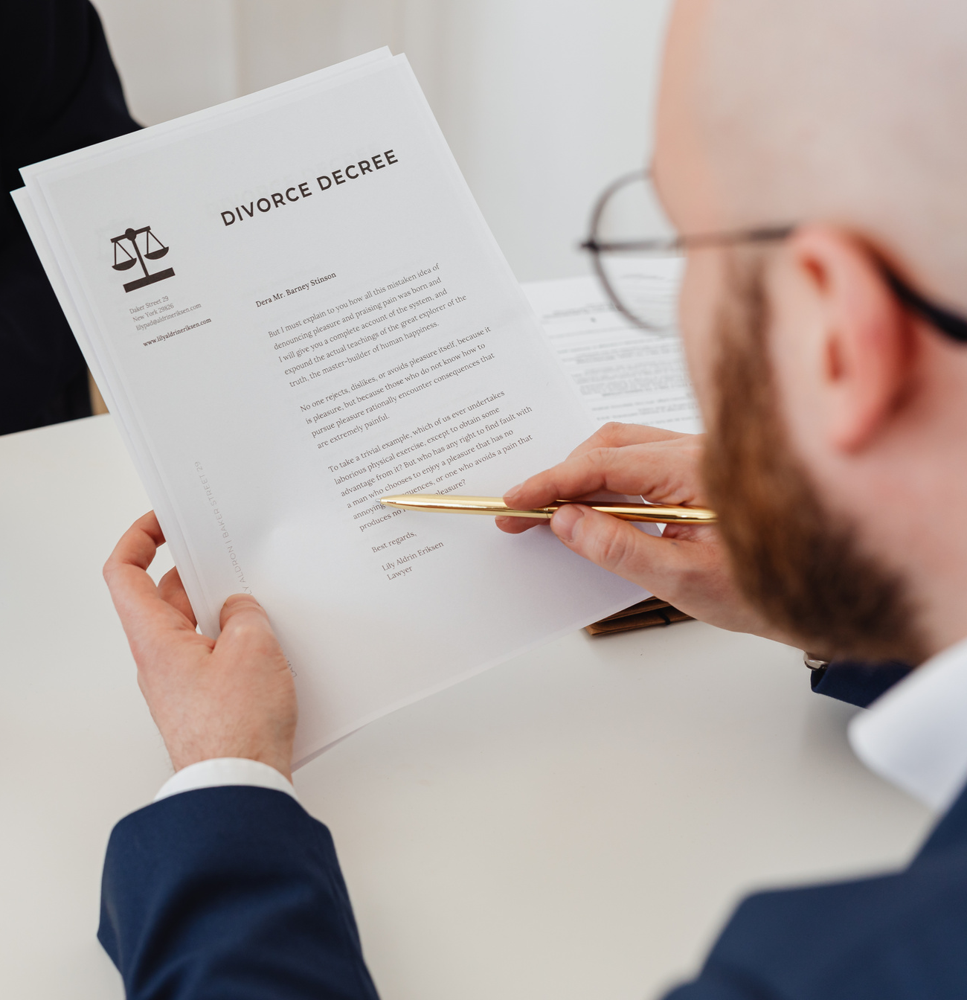 DIVORCE DECREE
Daker Street 29
New York 29826
lilypad@aldrineriksen.com
www.lilyaldrineriksen.com
Dera Mr. Barney Stinson
But I must explain to you how all this mistaken idea of
denouncing pleasure and praising pain was born and
I will give you a complete account of the system, and
expound the actual teachings of the great explorer of the
truth, the master-builder of human happiness.
No one rejects, dislikes, or avoids pleasure itself, because it
is pleasure, but because those who do not know how to
pursue pleasure rationally encounter consequences that
are extremely painful.
To take a trivial example, which of us ever undertakes
laborious physical exercise, except to obtain some
advantage from it? But who has any right to find fault with
a man who chooses to enjoy a pleasure that has no
annoying quences, or one who avoids a pain that
produces no leasure?
Best regards,
Lily Aldrin Eriksen
Lawyer
LY ALDPON I BAKER STREET 29